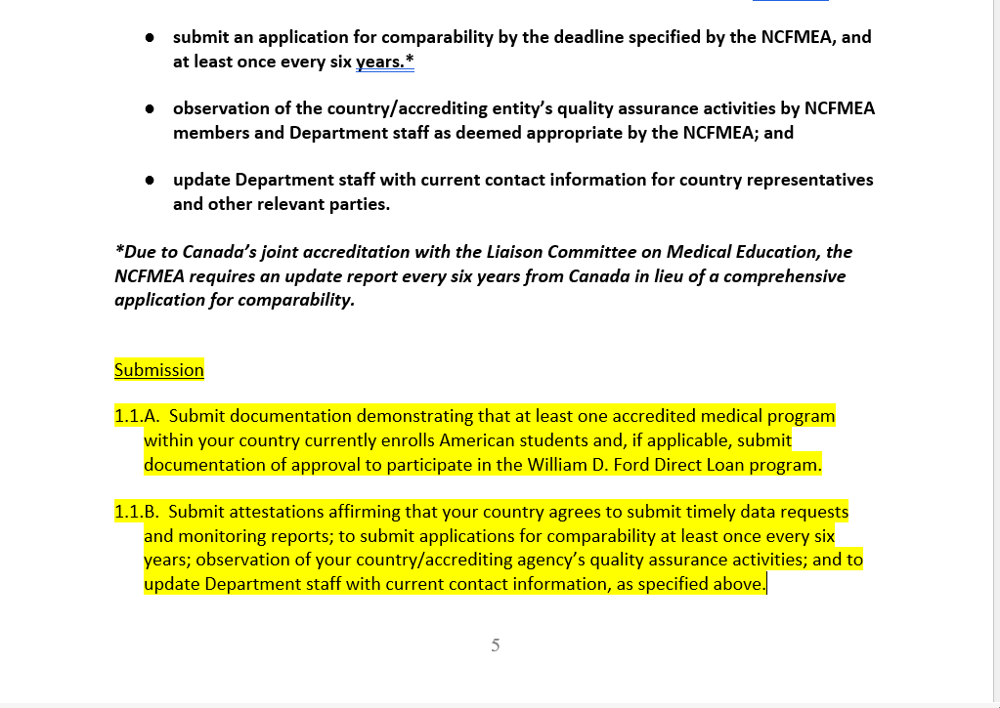 ● submit an application for comparability by the deadline specified by the NCFMEA, and
at least once every six years.*
● observation of the country/accrediting entity’s quality assurance activities by NCFMEA
members and Department staff as deemed appropriate by the NCFMEA; and
● update Department staff with current contact information for country representatives
and other relevant parties.
*Due to Canada’s joint accreditation with the Liaison Committee on Medical Education, the
NCFMEA requires an update report every six years from Canada in lieu of a comprehensive
application for comparability.
Submission
1.1.A. Submit documentation demonstrating that at least one accredited medical program
within your country currently enrolls American students and, if applicable, submit
documentation of approval to participate in the William D. Ford Direct Loan program.
1.1.B. Submit attestations affirming that your country agrees to submit timely data requests
and monitoring reports; to submit applications for comparability at least once every six
years; observation of your country/accrediting agency’s quality assurance activities; and to
update Department staff with current contact information, as specified above.
5